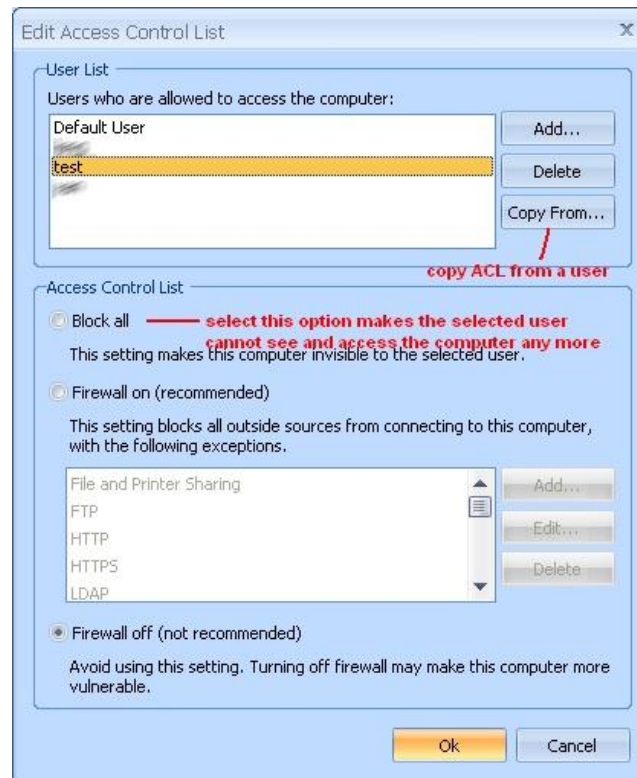 Edit Access Control List
x
User List
Users who are allowed to access the computer:
Default User
test
Add...
Delete
Copy From...
copy ACL from a user
Access Control List
Block all
select this option makes the selected user
cannot see and access the computer any more
This setting makes this computer invisible to the selected user.
Firewall on (recommended)
This setting blocks all outside sources from connecting to this computer,
with the following exceptions.
File and Printer Sharing
FTP
HTTP
HTTPS
LDAP
Add...
Edit...
Delete
Firewall off (not recommended)
Avoid using this setting. Turning off firewall may make this computer more
vulnerable.
Ok
Cancel